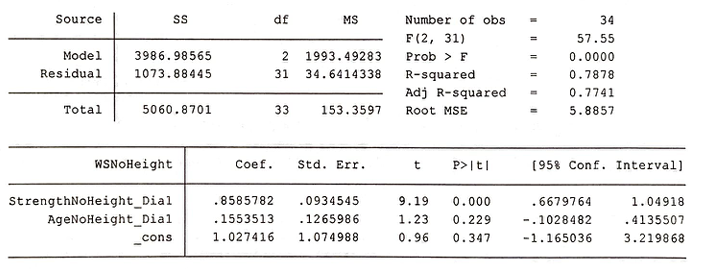 Source SS df MS Number of obs = 34
F(2, 31) = 57.55
Model 3986.98565 2 1993.49283 Prob > F = 0.0000
Residual 1073.88445 31 34.6414338 R-squared = 0.7878
Adj R-squared = 0.7741
Total 5060.8701 33 153.3597 Root MSE = 5.8857
WSNoHeight Coef. Std. Err. t P>|t| [95% Conf. Interval]
StrengthNoHeight_Dial .8585782 .0934545 9.19 0.000 .6679764 1.04918
AgeNoHeight_Dial .1553513 .1265986 1.23 0.229 -.1028482 .4135507
_cons 1.027416 1.074988 0.96 0.347 -1.165036 3.219868